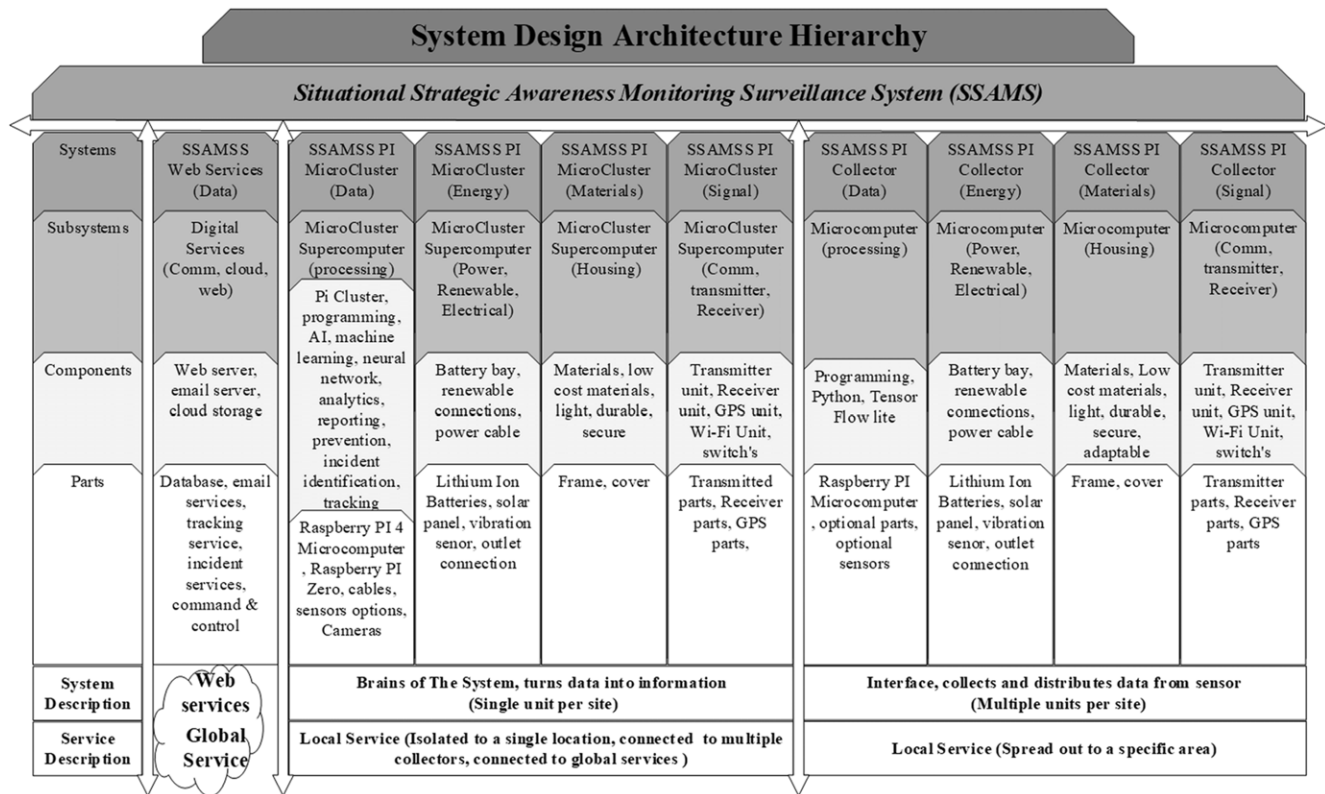 System Design Architecture Hierarchy
Situational Strategic Awareness Monitoring Surveillance System (SSAMS)
Systems
SSAMSS
Web Services
(Data)
SSAMSS PI
MicroCluster
(Data)
SSAMSS PI
MicroCluster
(Energy)
SSAMSS PI
MicroCluster
(Materials)
SSAMSS PI
MicroCluster
(Signal)
SSAMSS PI
Collector
(Data)
SSAMSS PI
Collector
(Energy)
SSAMSS PI
Collector
(Materials)
SSAMSS PI
Collector
(Signal)
Subsystems
Digital
Services
(Comm, cloud,
web)
MicroCluster
Supercomputer
(processing)
MicroCluster
Supercomputer
(Power,
Renewable,
Electrical)
MicroCluster
Supercomputer
(Housing)
MicroCluster
Supercomputer
(Comm,
transmitter,
Receiver)
Microcomputer
(processing)
Microcomputer
(Power,
Renewable,
Electrical)
Microcomputer
(Housing)
Microcomputer
(Comm,
transmitter,
Receiver)
Components
Web server,
email server,
cloud storage
Pi Cluster,
programming,
AI, machine
learning, neural
network,
analytics,
reporting,
prevention,
incident
identification,
tracking
Battery bay,
renewable
connections,
power cable
Materials, low
cost materials,
light, durable,
secure
Transmitter
unit, Receiver
unit, GPS unit,
Wi-Fi Unit,
switch's
Programming,
Python, Tensor
Flow lite
Battery bay,
renewable
connections,
power cable
Materials, Low
cost materials,
light, durable,
secure,
adaptable
Transmitter
unit, Receiver
unit, GPS unit,
Wi-Fi Unit,
switch's
Parts
Database, email
services,
tracking
service,
incident
services,
command &
control
Raspberry PI 4
Microcomputer
, Raspberry PI
Zero, cables,
sensors options,
Cameras
Lithium Ion
Batteries, solar
panel, vibration
senor, outlet
connection
Frame, cover
Transmitted
parts, Receiver
parts, GPS
parts,
Raspberry PI
Microcomputer
, optional parts,
optional
sensors
Lithium Ion
Batteries, solar
panel, vibration
senor, outlet
connection
Frame, cover
Transmitter
parts, Receiver
parts, GPS
parts
System
Description
Web
services
Brains of The System, turns data into information
(Single unit per site)
Interface, collects and distributes data from sensor
(Multiple units per site)
Service
Description
Global
Service
Local Service (Isolated to a single location, connected to multiple
collectors, connected to global services )
Local Service (Spread out to a specific area)